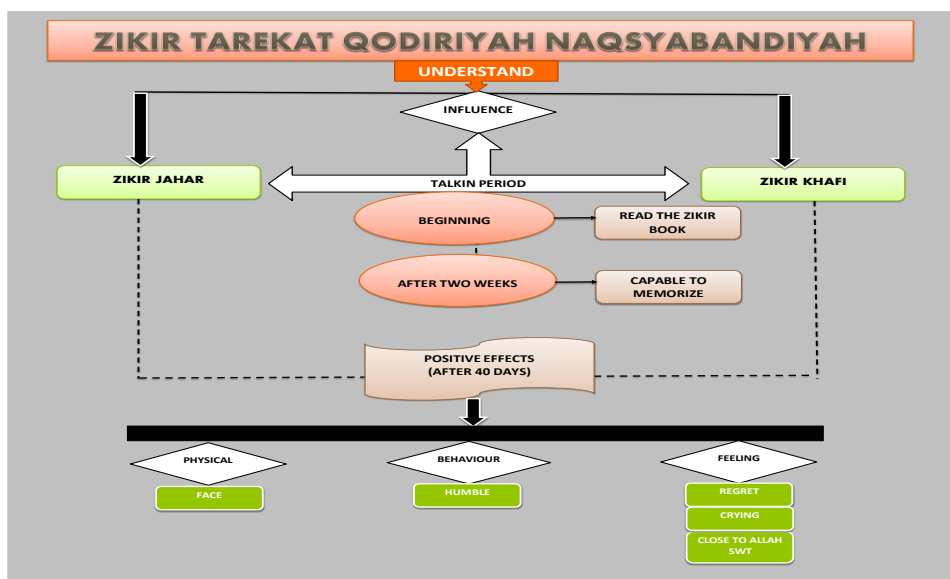 ZIKIR TAREKAT QODIRIYAH NAQSYABANDIYAH
UNDERSTAND
INFLUENCE
ZIKIR JAHAR
TALKIN PERIOD
ZIKIR KHAFI
BEGINNING
READ THE ZIKIR
BOOK
AFTER TWO WEEKS
CAPABLE TO
MEMORIZE
POSITIVE EFFECTS
(AFTER 40 DAYS)
PHYSICAL
BEHAVIOUR
FEELING
FACE
HUMBLE
REGRET
CRYING
CLOSE TO ALLAH
SWT